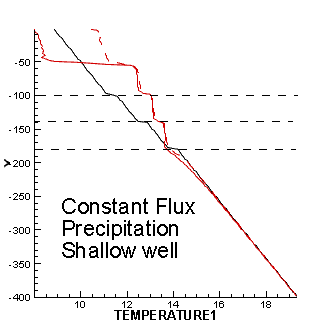 -50
-100
-150
-200
Y
-250
Constant Flux
Precipitation
Shallow well
-300
-350
-400
10 12 14 16 18
TEMPERATURE1